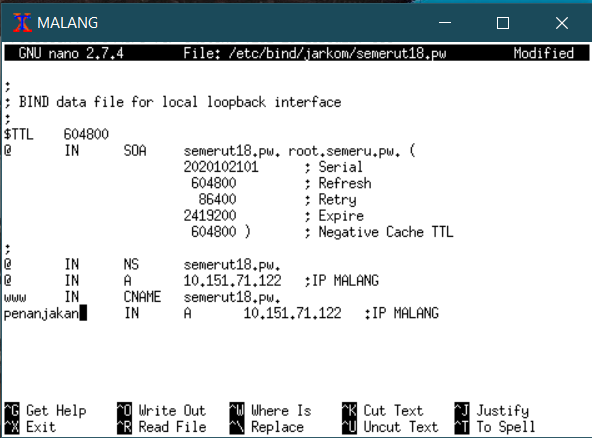 MALANG
GNU nano 2.7.4 File: /etc/bind/jarkom/semerut18.pw Modified
;
; BIND data file for local loopback interface
;
$TTL 604800
@ IN SOA semerut18.pw. root.semeru.pw. (
2020102101 ; Serial
604800 ; Refresh
86400 ; Retry
2419200 ; Expire
604800 ) ; Negative Cache TTL
;
@ IN NS semerut18.pw.
@ IN A 10.151.71.122 ;IP MALANG
www IN CNAME semerut18.pw.
penanjakan IN A 10.151.71.122 ;IP MALANG
^G Get Help ^O Write Out ^W Where Is ^K Cut Text ^J Justify
^X Exit ^R Read File ^\ Replace ^U Uncut Text ^T To Spell